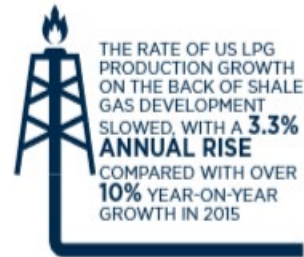 THE RATE OF US LPG
PRODUCTION GROWTH
ON THE BACK OF SHALE
GAS DEVELOPMENT
SLOWED, WITH A 3.3%
ANNUAL RISE
COMPARED WITH OVER
10% YEAR-ON-YEAR
GROWTH IN 2015